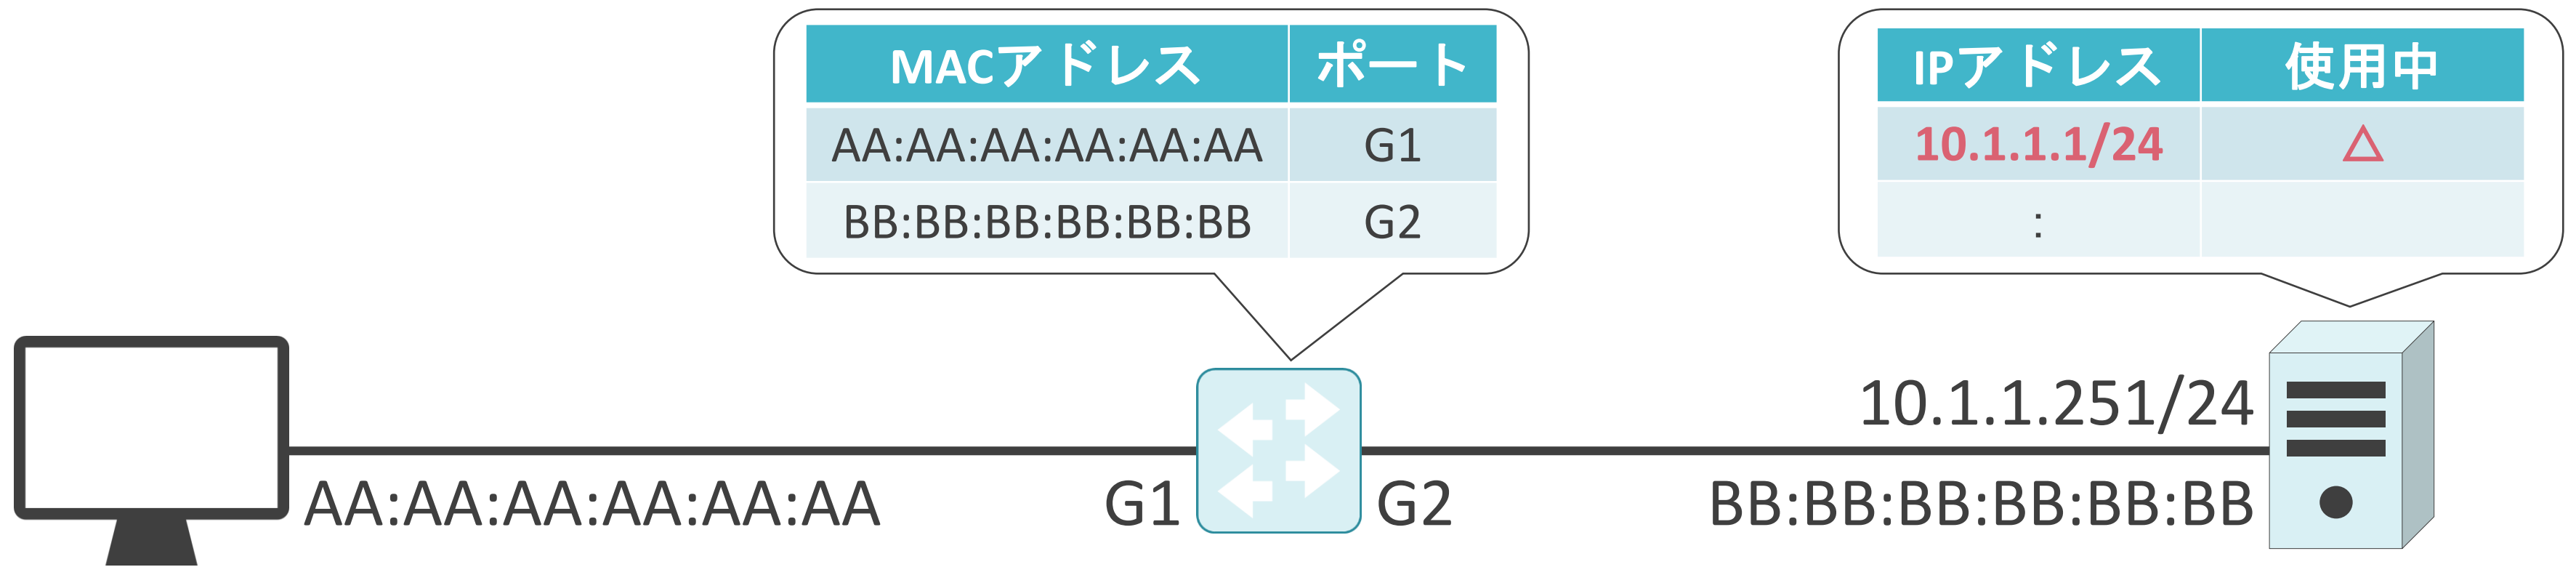 MACアドレス ポート
AA:AA:AA:AA:AA:AA G1
BB:BB:BB:BB:BB:BB G2
IPアドレス 使用中
10.1.1.1/24 △
:
10.1.1.251/24
AA:AA:AA:AA:AA:AA G1 G2 BB:BB:BB:BB:BB:BB